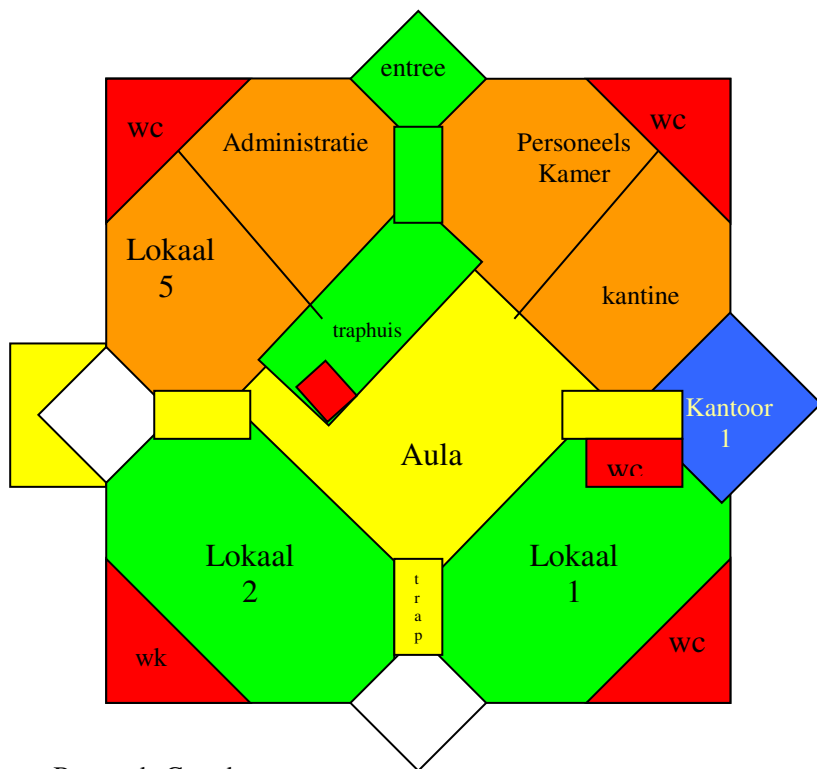 entree
wc
Administratie
Personeels
Kamer
wc
Lokaal
5
kantine
traphuis
Kantoor
1
Aula
wc
Lokaal
2
Lokaal
1
t
r
a
p
wk
wc